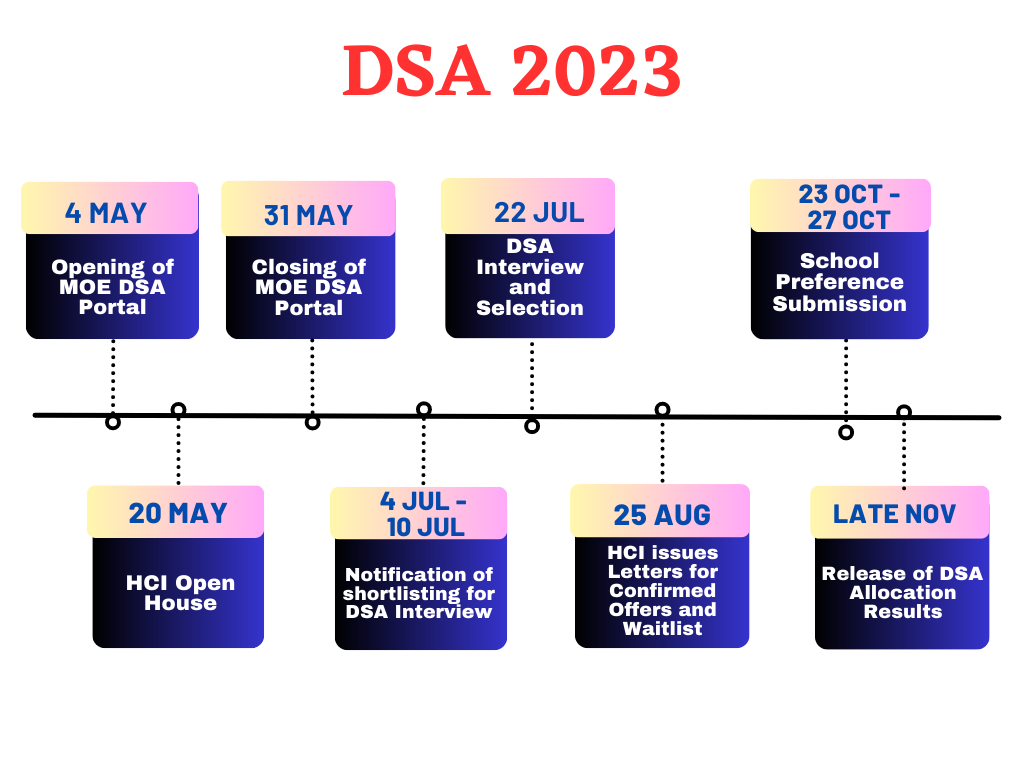 DSA 2023
4 MAY
Opening of
MOE DSA
Portal
31 MAY
Closing of
MOE DSA
Portal
22 JUL
DSA
Interview
and
Selection
23 OCT -
27 OCT
School
Preference
Submission
20 MAY
HCI Open
House
4 JUL -
10 JUL
Notification of
shortlisting for
DSA Interview
25 AUG
HCI issues
Letters for
Confirmed
Offers and
Waitlist
LATE NOV
Release of DSA
Allocation
Results